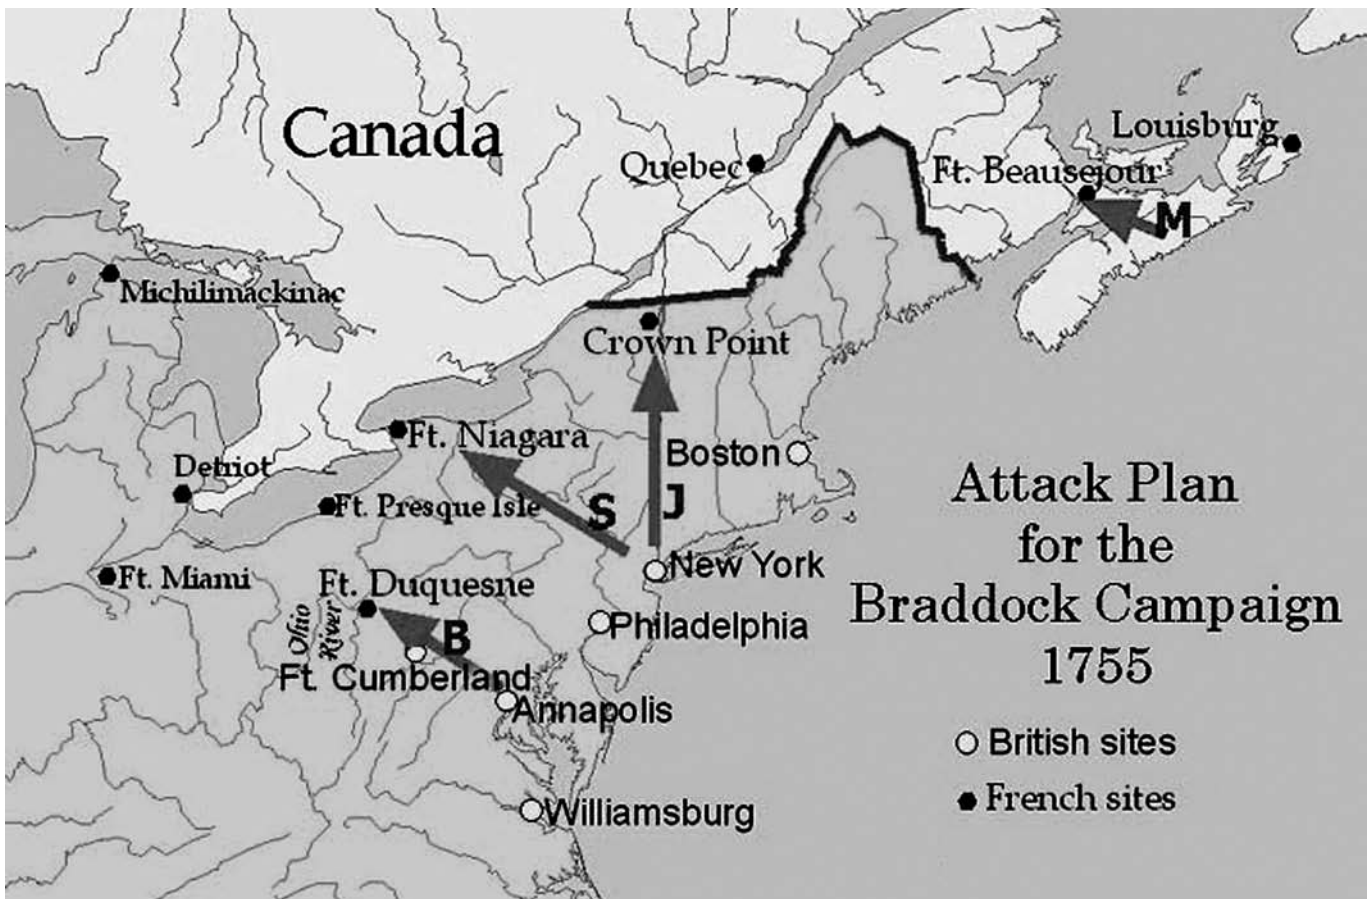 Canada
Louisburg
Quebec
Ft. Beausejour
M
Michilimackinac
Crown Point
Ft. Niagara
Boston
Detriot
S
J
Ft. Presque Isle
Attack Plan
for the
Braddock Campaign
1755
Ft. Miami
Ft. Duquesne
New York
Ohio
River
B
Philadelphia
Ft. Cumberland
Annapolis
Williamsburg
British sites
French sites